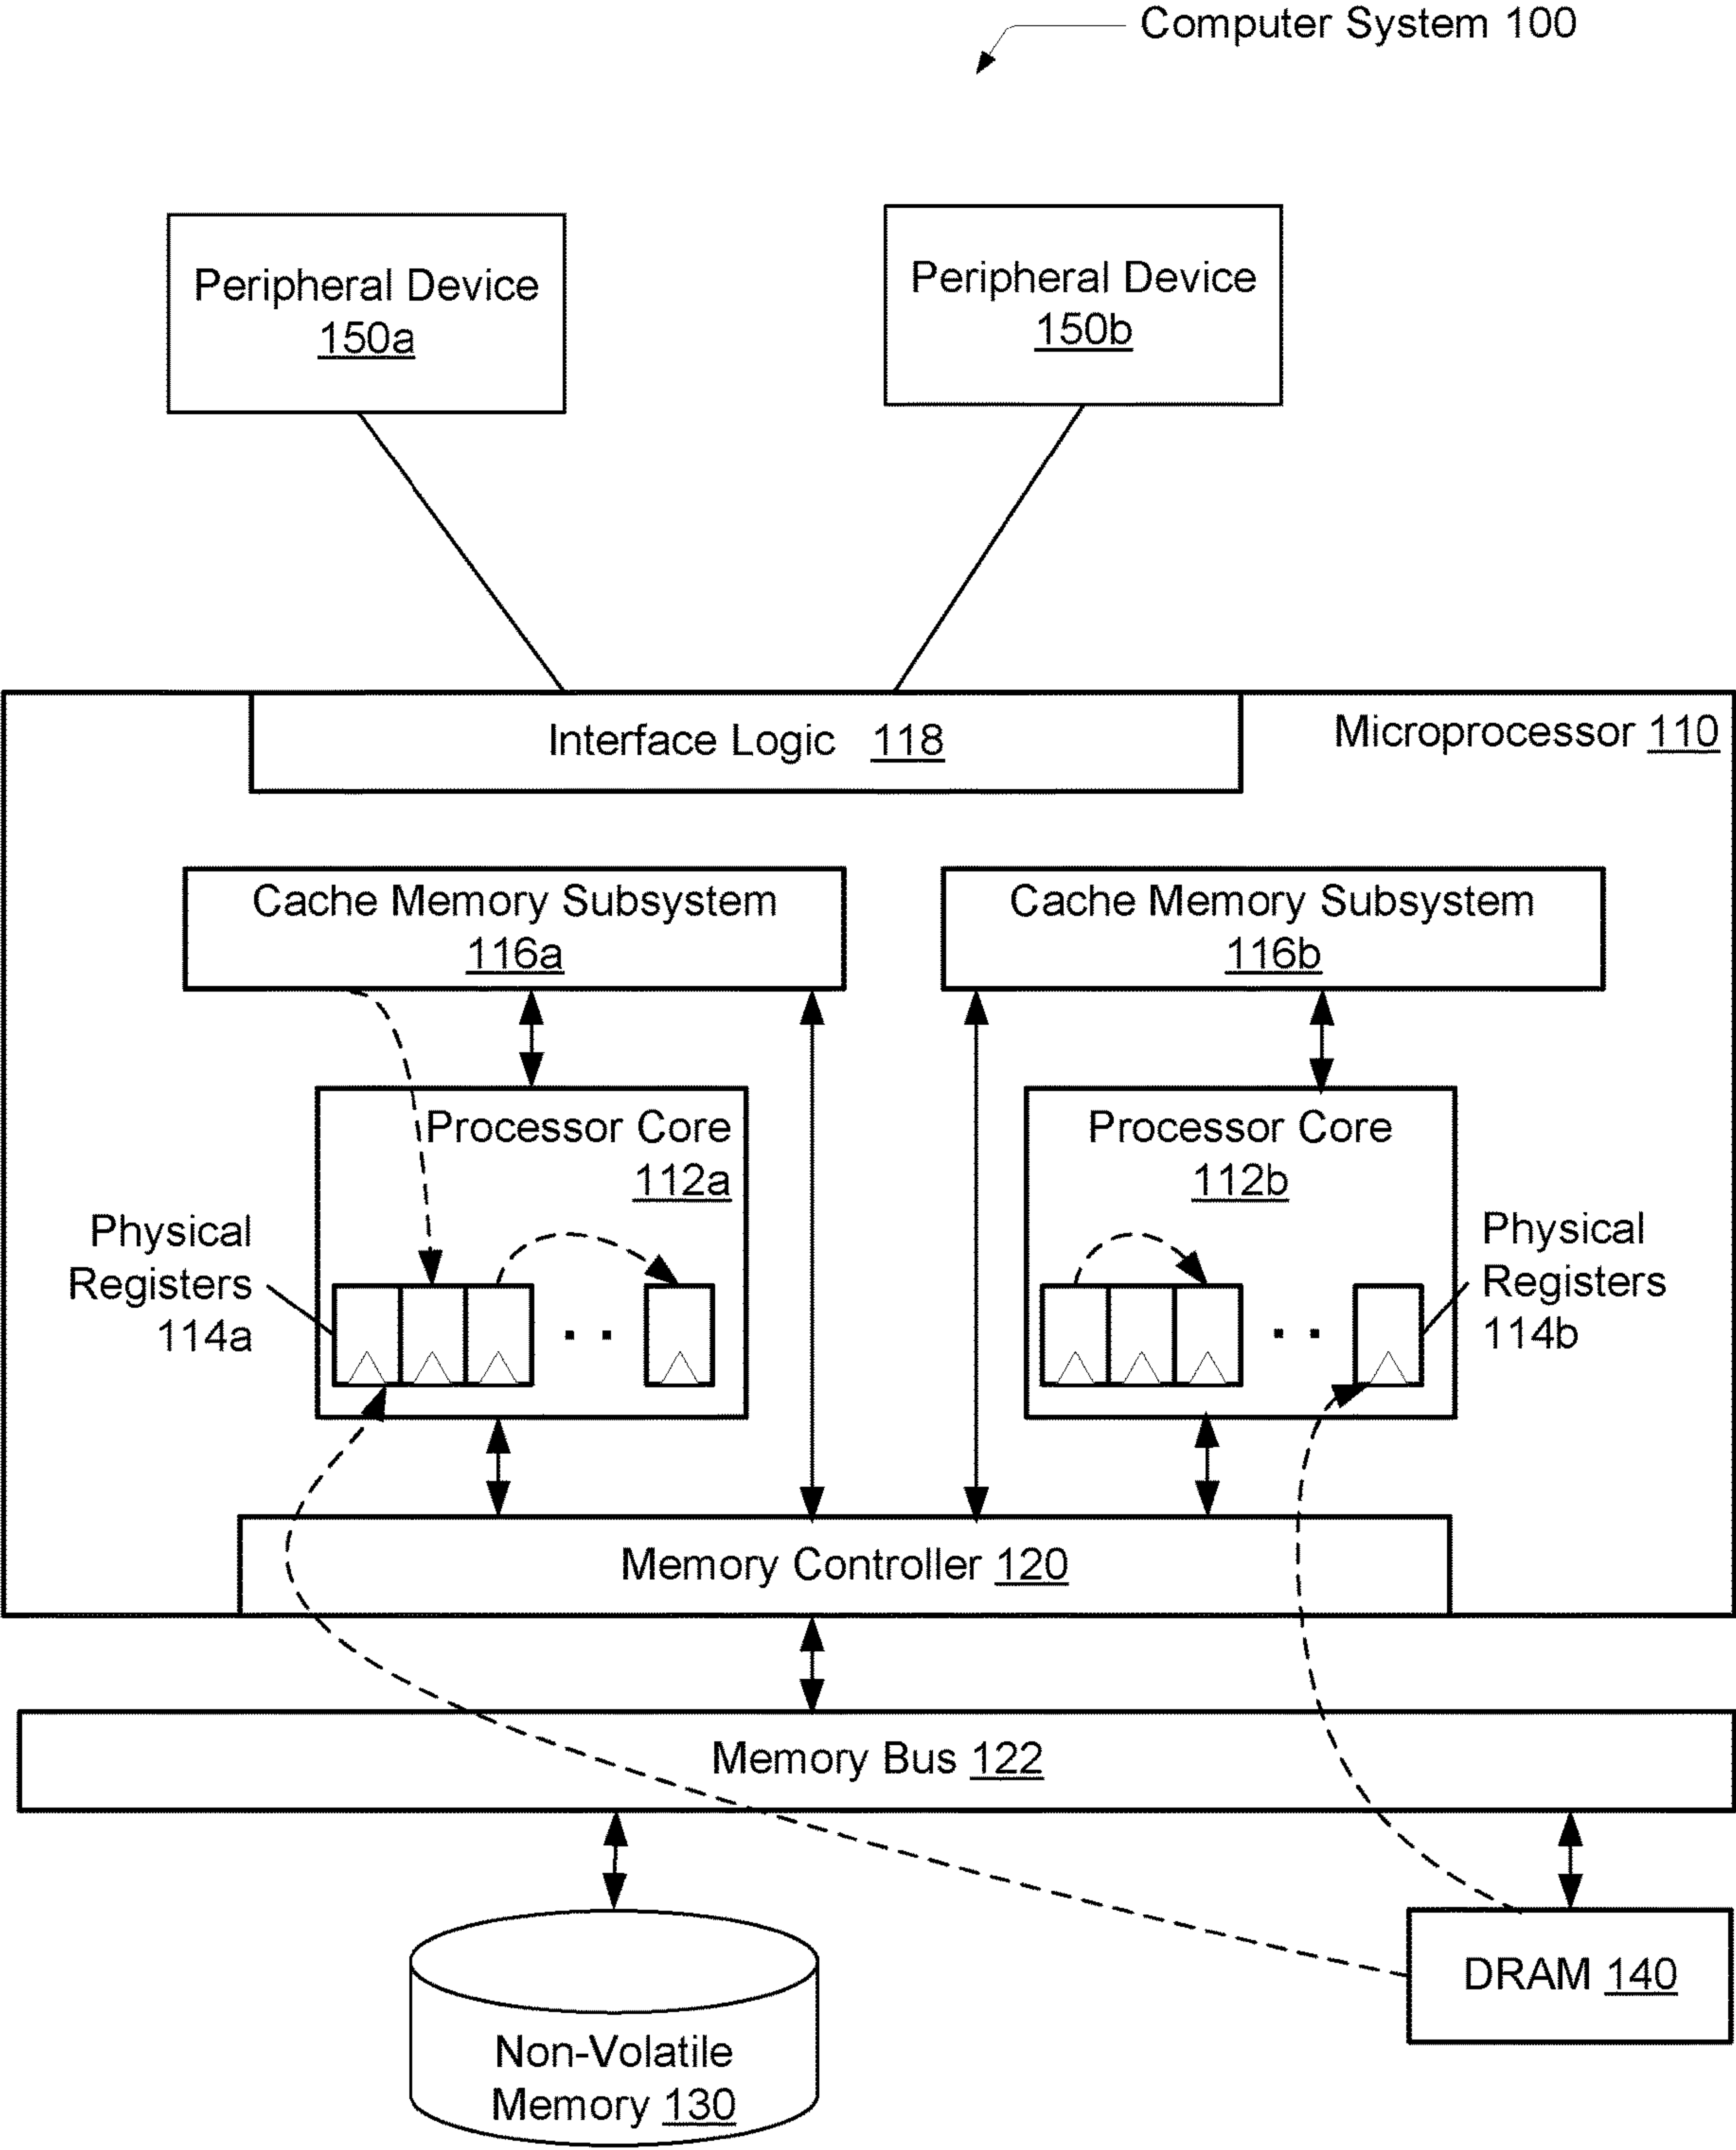 Computer System 100
Peripheral Device
150a
Peripheral Device
150b
Interface Logic 118
Microprocessor 110
Cache Memory Subsystem
116a
Cache Memory Subsystem
116b
Processor Core
112a
Processor Core
112b
Physical
Registers
114a
Physical
Registers
114b
Memory Controller 120
Memory Bus 122
Non-Volatile
Memory 130
DRAM 140